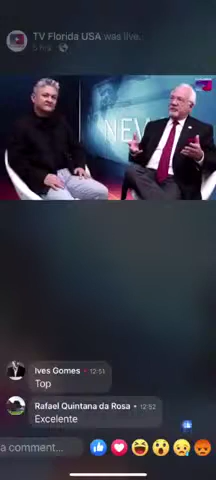 TV Florida USA was live.
5 hrs
NEW
Ives Gomes • 12:51
Top
Rafael Quintana da Rosa • 12:52
Excelente
a comment...